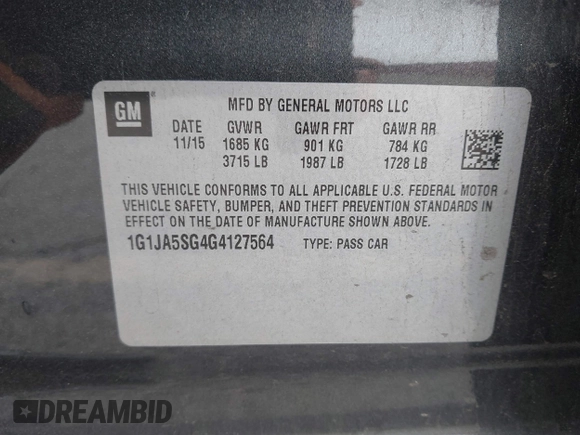 GM
MFD BY GENERAL MOTORS LLC
DATE GVWR GAWR FRT GAWR RR
11/15 1685 KG 901 KG 784 KG
3715 LB 1987 LB 1728 LB
THIS VEHICLE CONFORMS TO ALL APPLICABLE U.S. FEDERAL MOTOR
VEHICLE SAFETY, BUMPER, AND THEFT PREVENTION STANDARDS IN
EFFECT ON THE DATE OF MANUFACTURE SHOWN ABOVE.
1G1JA5SG4G4127564 TYPE: PASS CAR
DREAMBID